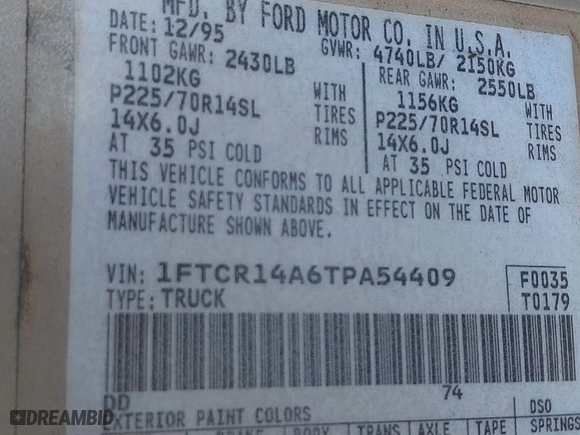 MFD. BY FORD MOTOR CO. IN U.S.A.
DATE: 12/95 GVWR: 4740LB/ 2150KG
FRONT GAWR: 2430LB REAR GAWR: 2550LB
1102KG WITH 1156KG WITH
P225/70R14SL TIRES P225/70R14SL TIRES
14X6.0J RIMS 14X6.0J RIMS
AT 35 PSI COLD AT 35 PSI COLD
THIS VEHICLE CONFORMS TO ALL APPLICABLE FEDERAL MOTOR
VEHICLE SAFETY STANDARDS IN EFFECT ON THE DATE OF
MANUFACTURE SHOWN ABOVE.
VIN: 1FTCR14A6TPA54409 F0035
TYPE: TRUCK T0179
74
DD DSO
EXTERIOR PAINT COLORS
BRAKE BODY TRANS AXLE TAPE SPRINGS
DREAMBID